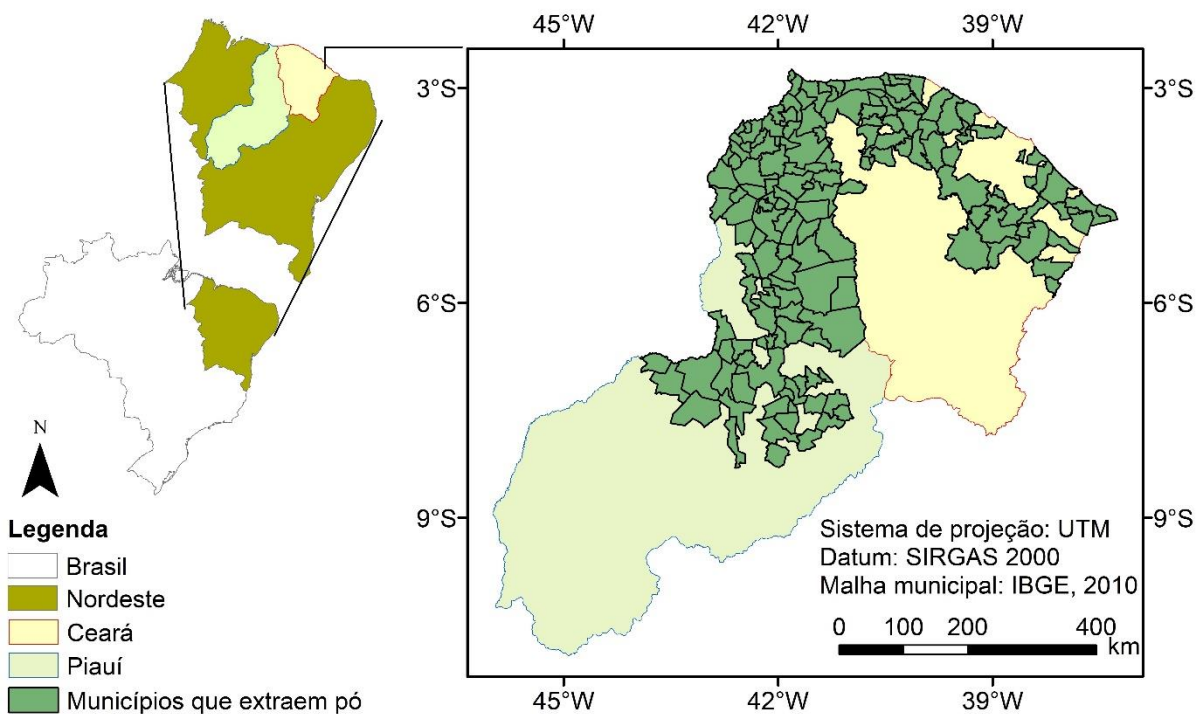 45°W 42°W 39°W
3°S 3°S
6°S 6°S
9°S 9°S
N
Legenda
Brasil
Nordeste
Ceará
Piauí
Municípios que extraem pó
Sistema de projeção: UTM
Datum: SIRGAS 2000
Malha municipal: IBGE, 2010
0 100 200 400
km
45°W 42°W 39°W